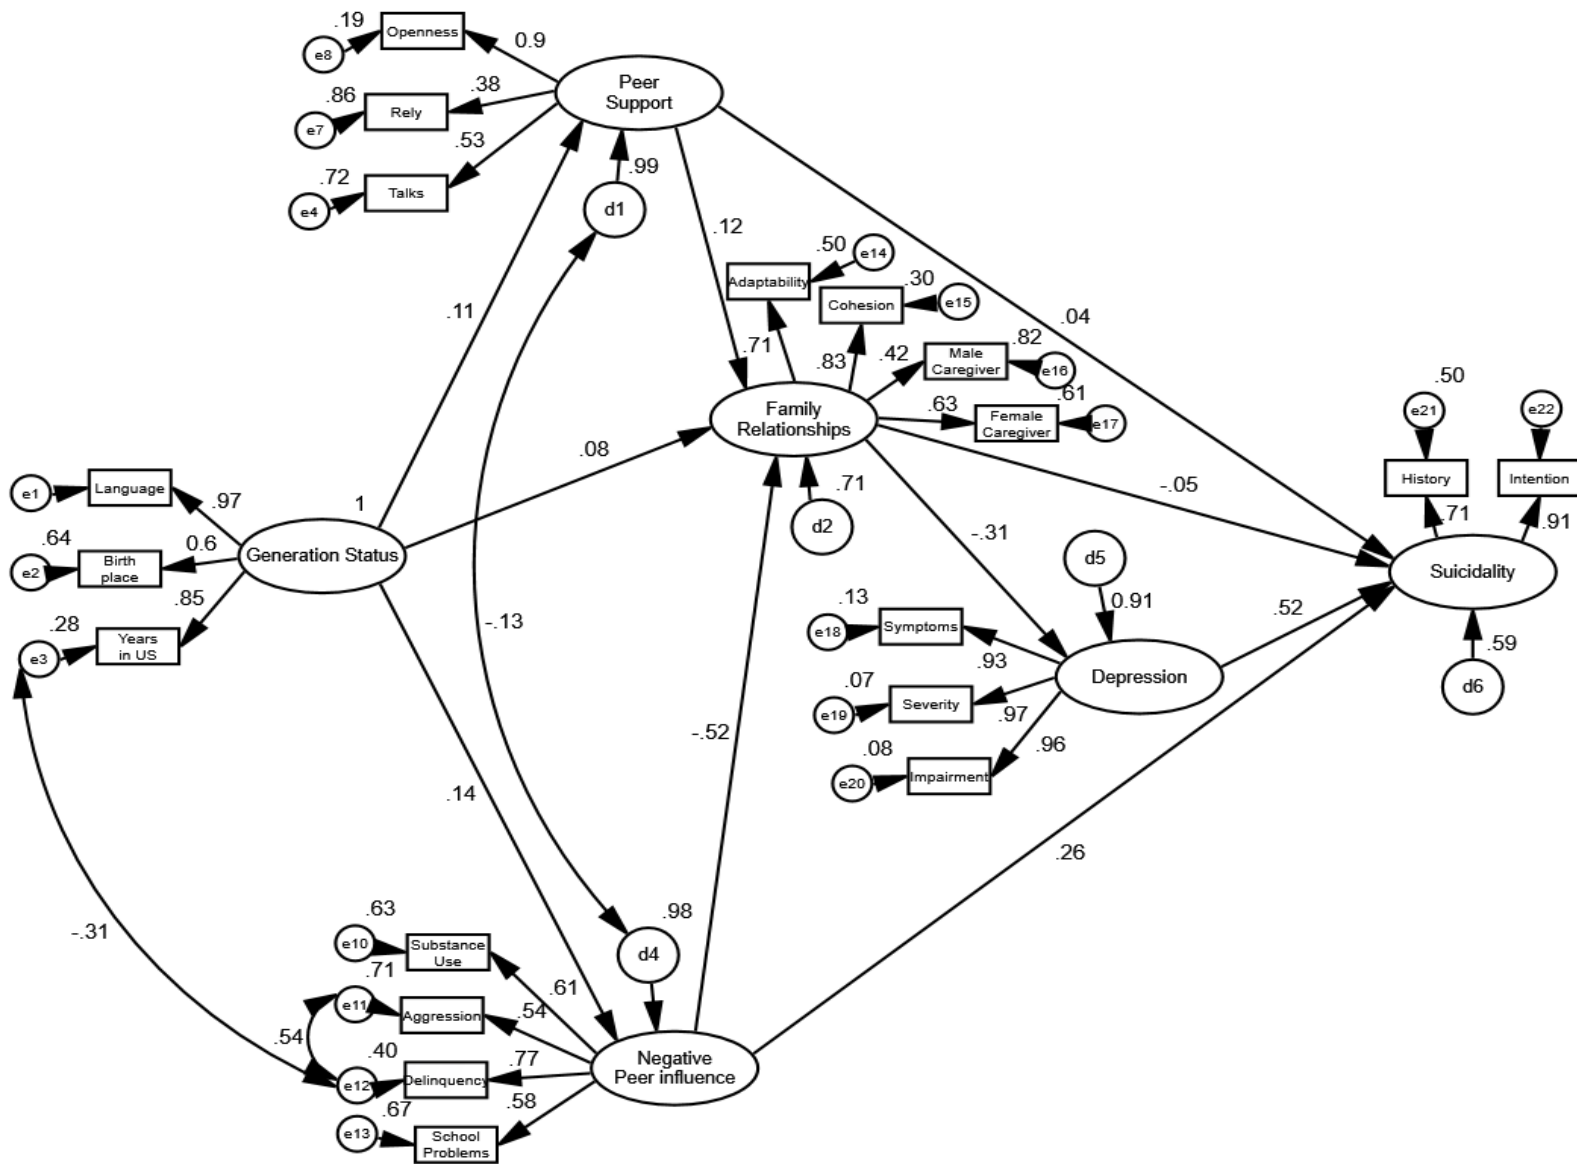 .19
Openness
e8
0.9
Peer
Support
.86
.38
Rely
e7
.53
.72
Talks
e4
.99
d1
.12
.50
e14
Adaptability
.30
Cohesion
e15
.11
.04
.71
.83
.42
Male
Caregiver
.82
e16
Family
Relationships
.63
Female
Caregiver
.61
e17
.50
e21
e22
.08
-.05
History
Intention
Language
e1
.97
1
.71
d2
.71
.91
.64
0.6
Generation Status
-.31
d5
Suicidality
e2
Birth
place
.85
.13
0.91
.52
.28
e3
Years
in US
-.13
e18
Symptoms
.93
.59
Depression
d6
.07
e19
Severity
.97
-.52
.08
.96
e20
Impairment
.14
.26
-.31
.63
.98
e10
Substance
Use
d4
.71
.61
e11
Aggression
.54
.54
.40
.77
Negative
Peer influence
e12
Delinquency
.67
.58
e13
School
Problems